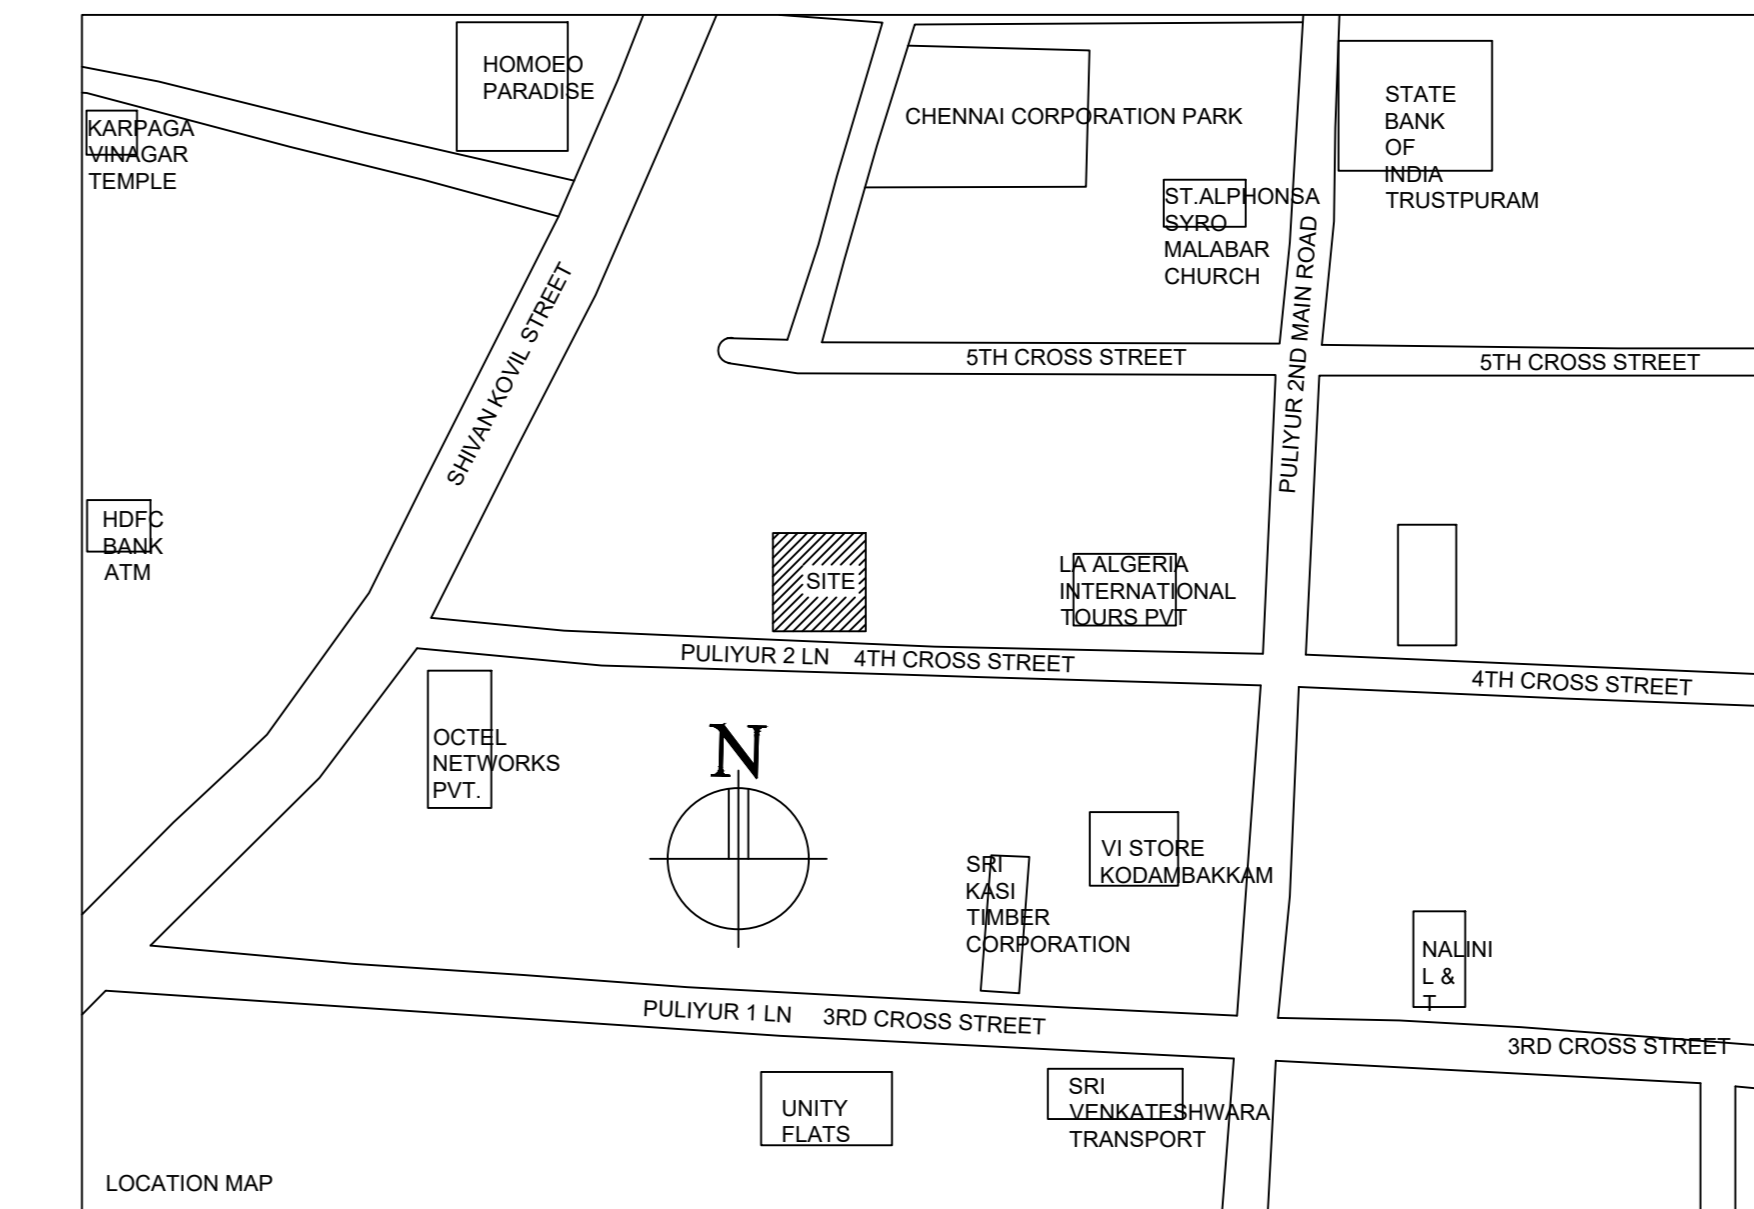 HOMOEO
PARADISE
KARPAGA
VINAGAR
TEMPLE
CHENNAI CORPORATION PARK
STATE
BANK
OF
INDIA
TRUSTPURAM
ST.ALPHONSA
SYRO
MALABAR
CHURCH
SHIVAN KOVIL STREET
PULIYUR 2ND MAIN ROAD
5TH CROSS STREET
5TH CROSS STREET
HDFC
BANK
ATM
SITE
LA ALGERIA
INTERNATIONAL
TOURS PVT
PULIYUR 2 LN 4TH CROSS STREET
4TH CROSS STREET
OCTEL
NETWORKS
PVT.
N
VI STORE
KODAMBAKKAM
SRI
KASI
TIMBER
CORPORATION
NALINI
L &
T
PULIYUR 1 LN 3RD CROSS STREET
3RD CROSS STREET
UNITY
FLATS
SRI
VENKATESHWARA
TRANSPORT
LOCATION MAP